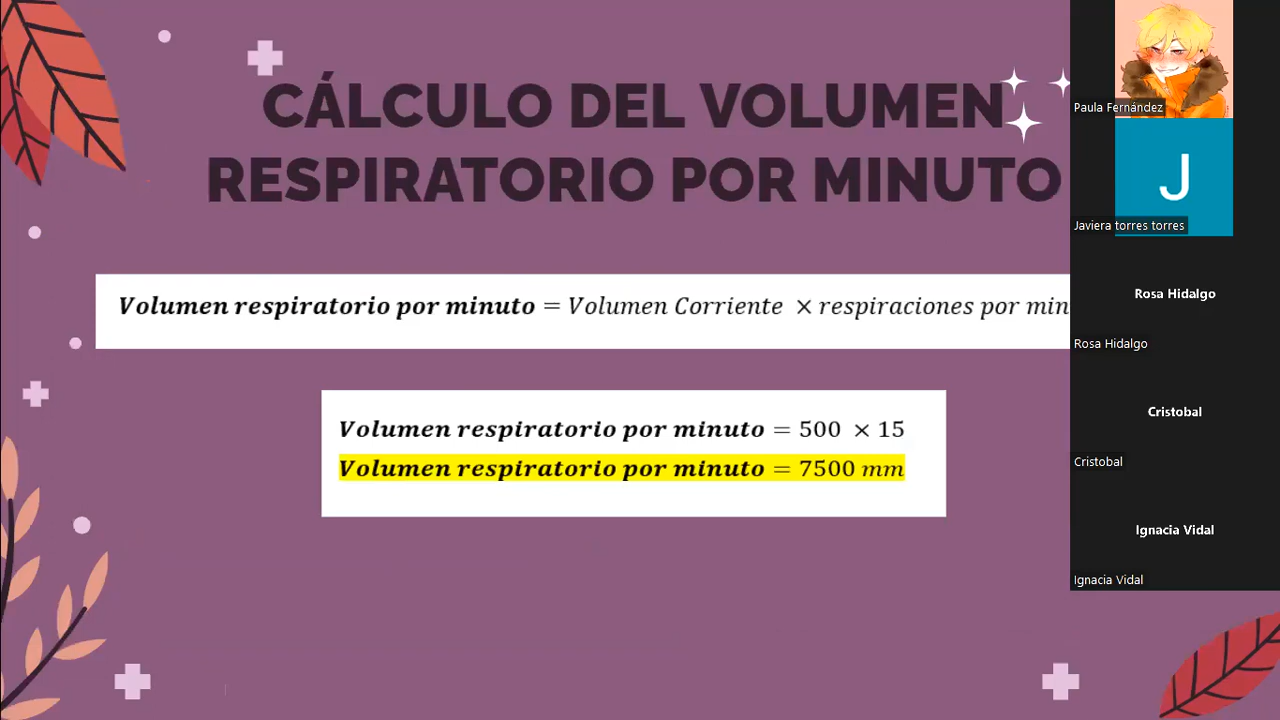 CÁLCULO DEL VOLUMEN
RESPIRATORIO POR MINUTO
Volumen respiratorio por minuto = Volumen Corriente × respiraciones por min
Volumen respiratorio por minuto = 500 × 15
Volumen respiratorio por minuto = 7500 mm
Paula Fernández
J
Javiera torres torres
Rosa Hidalgo
Rosa Hidalgo
Cristobal
Cristobal
Ignacia Vidal
Ignacia Vidal